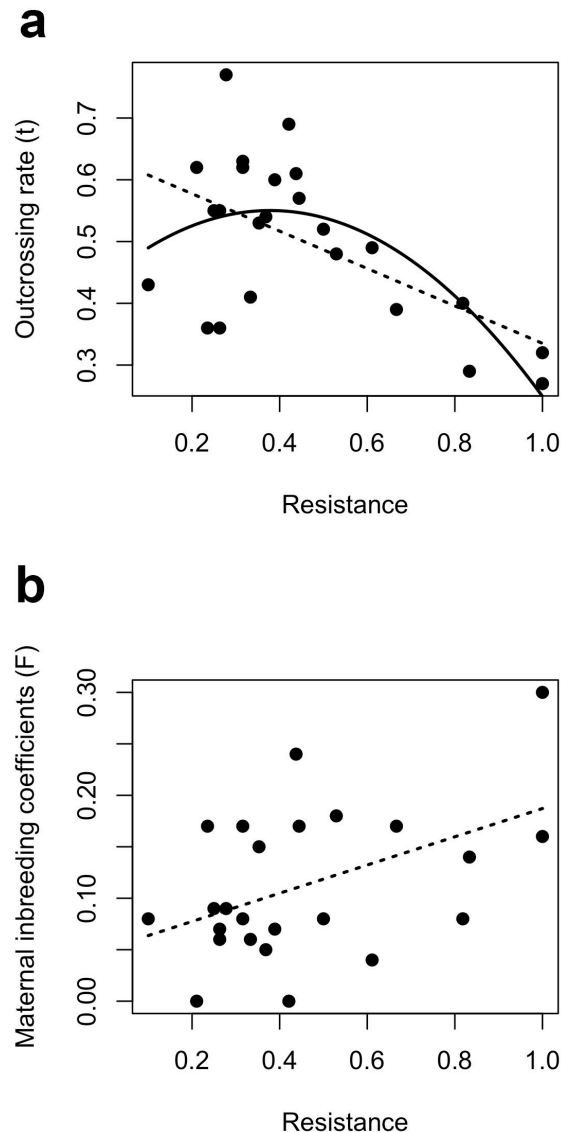 a
Outcrossing rate (t)
0.7
0.6
0.5
0.4
0.3
0.2 0.4 0.6 0.8 1.0
Resistance
b
Maternal inbreeding coefficients (F)
0.30
0.20
0.10
0.00
0.2 0.4 0.6 0.8 1.0
Resistance